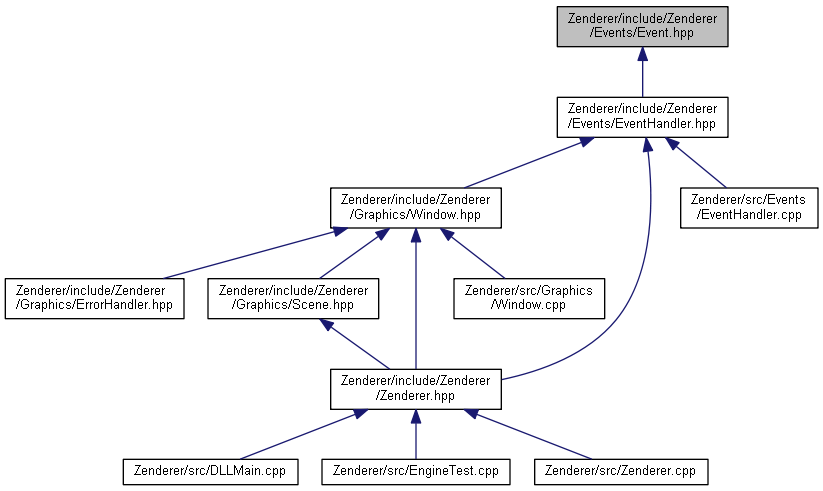 Zenderer/include/Zenderer
/Events/Event.hpp
Zenderer/include/Zenderer
/Events/EventHandler.hpp
Zenderer/include/Zenderer
/Graphics/Window.hpp
Zenderer/src/Events
/EventHandler.cpp
Zenderer/include/Zenderer
/Graphics/ErrorHandler.hpp
Zenderer/include/Zenderer
/Graphics/Scene.hpp
Zenderer/src/Graphics
/Window.cpp
Zenderer/include/Zenderer
/Zenderer.hpp
Zenderer/src/DLLMain.cpp
Zenderer/src/EngineTest.cpp
Zenderer/src/Zenderer.cpp